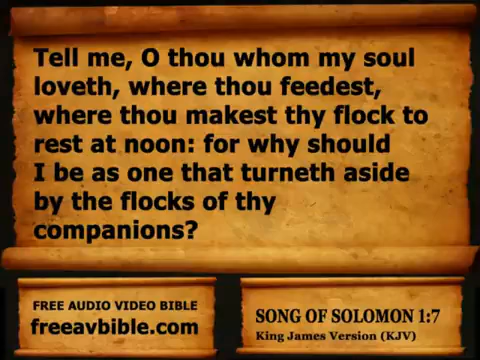 Tell me, O thou whom my soul
loveth, where thou feedest,
where thou makest thy flock to
rest at noon: for why should
I be as one that turneth aside
by the flocks of thy
companions?
FREE AUDIO VIDEO BIBLE
freeavbible.com
SONG OF SOLOMON 1:7
King James Version (KJV)